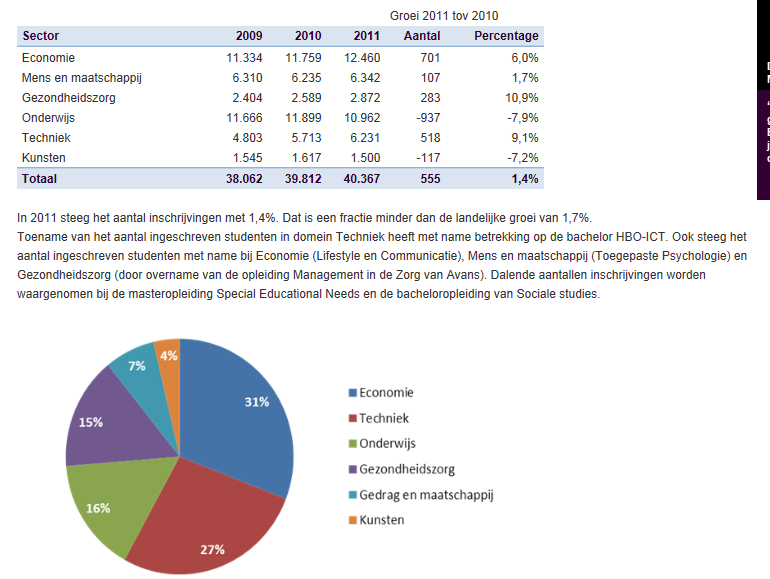 Groei 2011 tov 2010
Sector 2009 2010 2011 Aantal Percentage
Economie 11.334 11.759 12.460 701 6,0%
Mens en maatschappij 6.310 6.235 6.342 107 1,7%
Gezondheidszorg 2.404 2.589 2.872 283 10,9%
Onderwijs 11.666 11.899 10.962 -937 -7,9%
Techniek 4.803 5.713 6.231 518 9,1%
Kunsten 1.545 1.617 1.500 -117 -7,2%
Totaal 38.062 39.812 40.367 555 1,4%
In 2011 steeg het aantal inschrijvingen met 1,4%. Dat is een fractie minder dan de landelijke groei van 1,7%.
Toename van het aantal ingeschreven studenten in domein Techniek heeft met name betrekking op de bachelor HBO-ICT. Ook steeg het
aantal ingeschreven studenten met name bij Economie (Lifestyle en Communicatie), Mens en maatschappij (Toegepaste Psychologie) en
Gezondheidszorg (door overname van de opleiding Management in de Zorg van Avans). Dalende aantallen inschrijvingen worden
waargenomen bij de masteropleiding Special Educational Needs en de bacheloropleiding van Sociale studies.
4%
7%
31%
15%
16%
27%
Economie
Techniek
Onderwijs
Gezondheidszorg
Gedrag en maatschappij
Kunsten